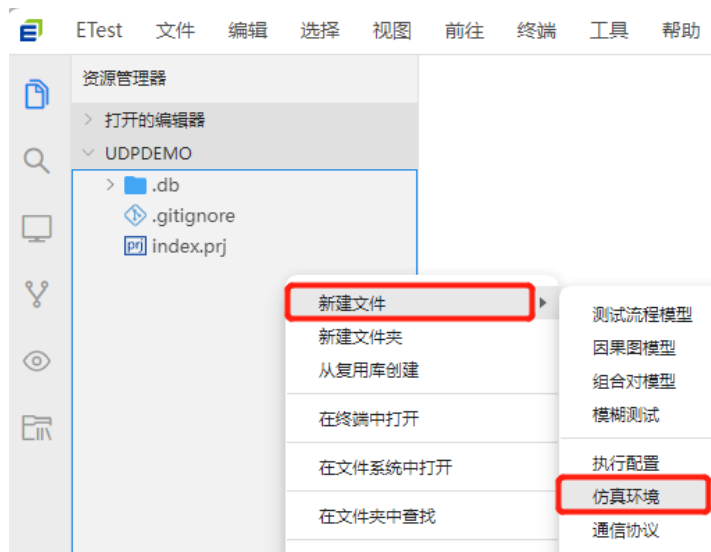 ETest 文件 编辑 选择 视图 前往 终端 工具 帮助
资源管理器
打开的编辑器
UDPDEMO
.db
.gitignore
prj index.prj
新建文件
新建文件夹
从复用库创建
在终端中打开
在文件系统中打开
在文件夹中查找
测试流程模型
因果图模型
组合对模型
模糊测试
执行配置
仿真环境
通信协议